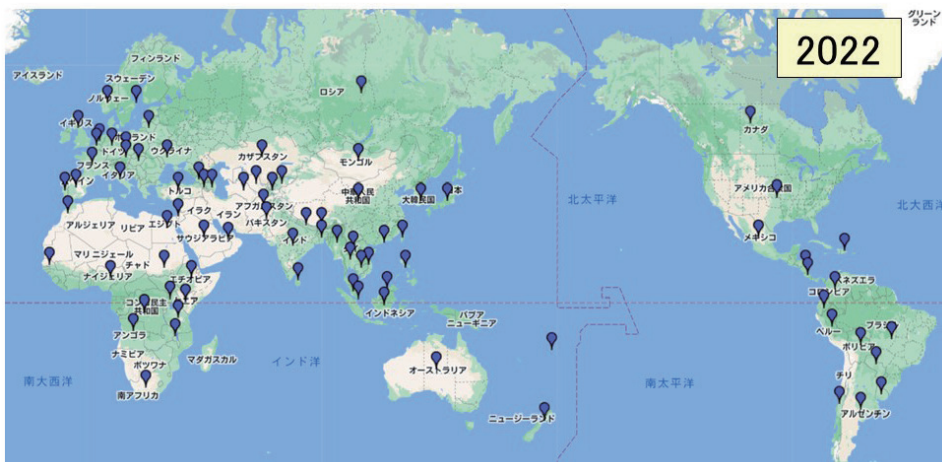 グリーン
ランド
2022
アイスランド
フィンランド
スウェーデン
ノルウェー
ロシア
イギリス
カナダ
ドイツ
ウクライナ
カザフスタン
モンゴル
フランス
イタリア
トルコ
中華人民
共和国
大韓民国
北太平洋
アメリカ合衆国
北大西洋
アフガニスタン
イラク
イラン
パキスタン
アルジェリア
リビア
エジプト
サウジアラビア
インド
メキシコ
マリ
ニジェール
チャド
ナイジェリア
エチオピア
ベネズエラ
コロンビア
コンゴ民主
共和国
インドネシア
パプア
ニューギニア
アンゴラ
ペルー
ブラジル
ボリビア
ナミビア
ボツワナ
マダガスカル
インド洋
南大西洋
オーストラリア
南太平洋
チリ
南アフリカ
ニュージーランド
アルゼンチン